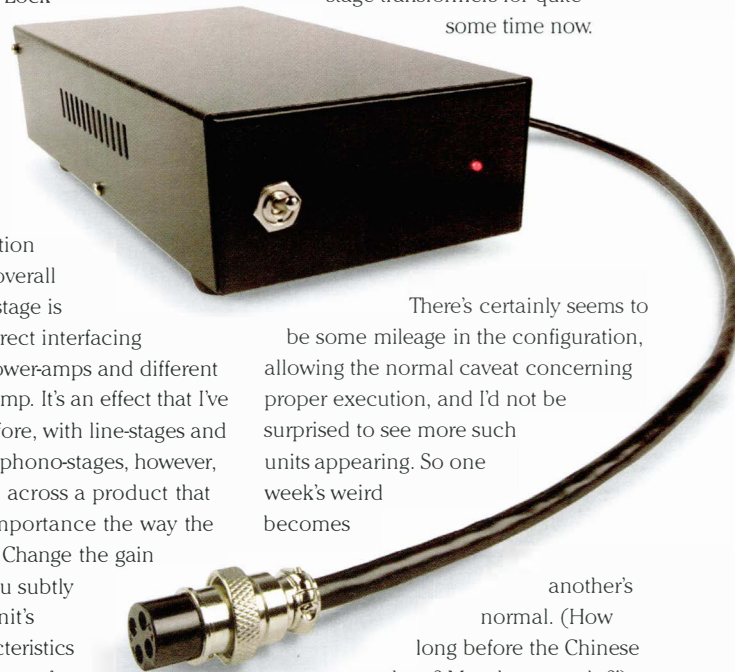 Lock
tion
overall
stage is
rect interfacing
ower-amps and different
mp. It's an effect that I've
fore, with line-stages and
phono-stages, however,
across a product that
mportance the way the
Change the gain
u subtly
nit's
cteristics
stage transformers for quite
some time now.
There's certainly seems to
be some mileage in the configuration,
allowing the normal caveat concerning
proper execution, and I'd not be
surprised to see more such
units appearing. So one
week's weird
becomes
another's
normal. (How
long before the Chinese